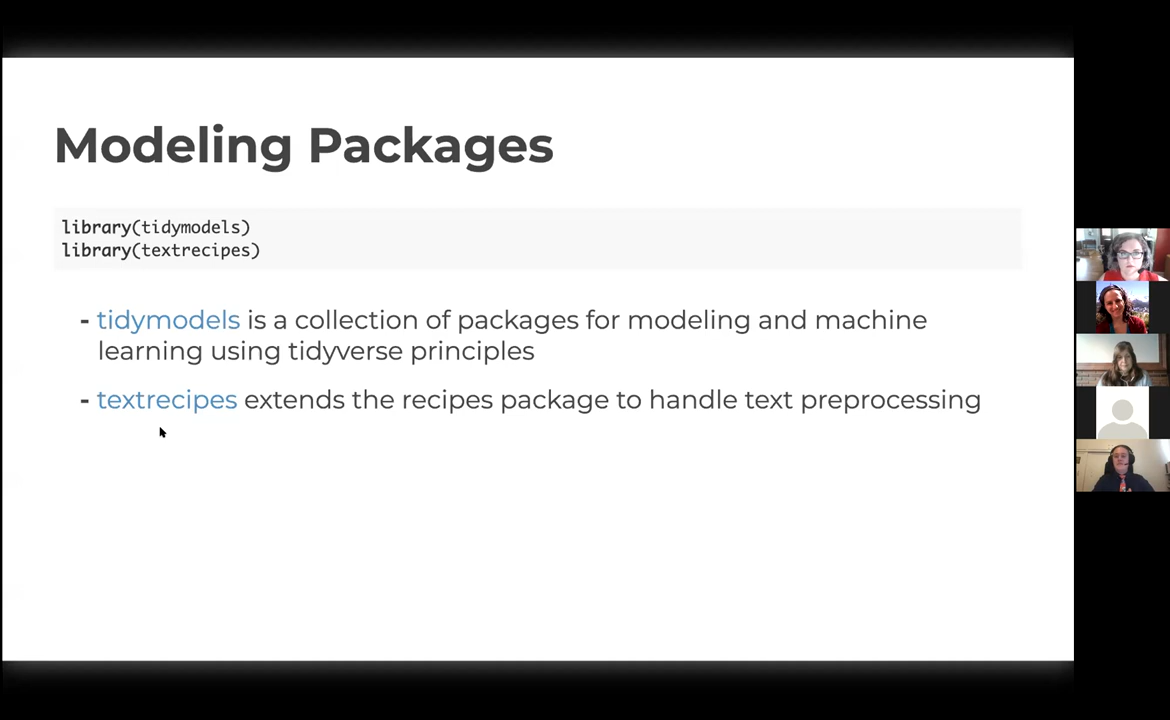 Modeling Packages
library(tidymodels)
library(textrecipes)
- tidymodels is a collection of packages for modeling and machine
learning using tidyverse principles
- textrecipes extends the recipes package to handle text preprocessing